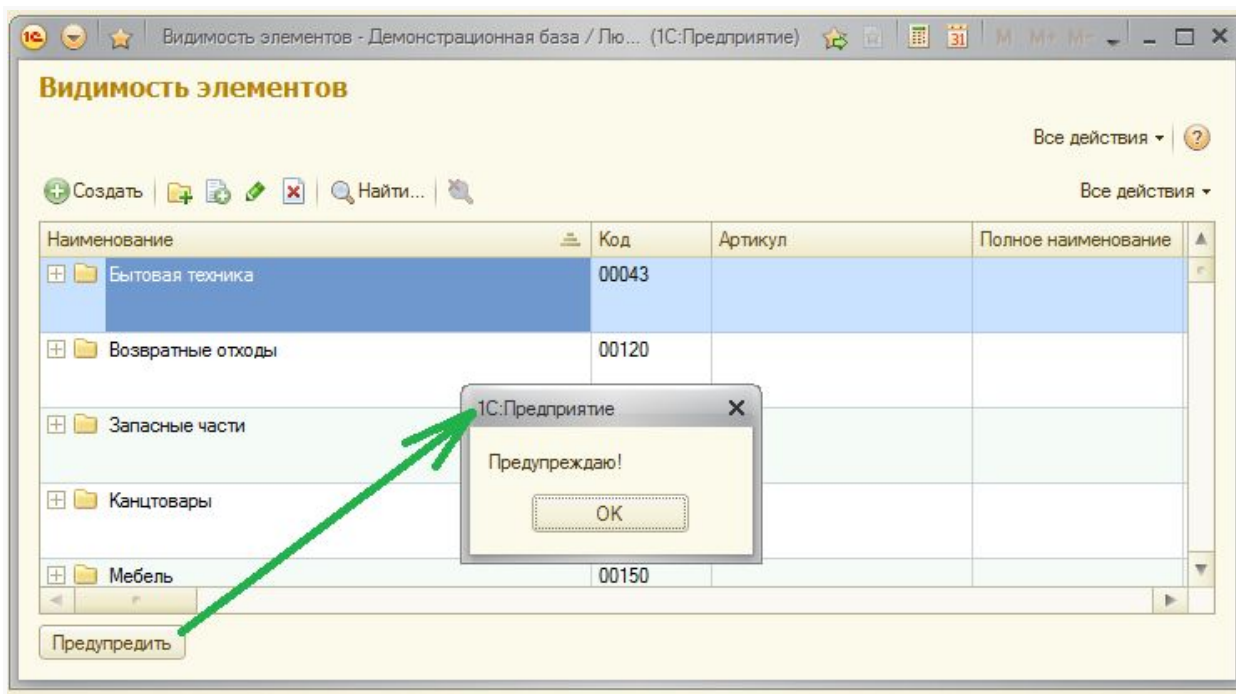 Видимость элементов - Демонстрационная база / Лю... (1С:Предприятие) 31 M M+ M-
Видимость элементов
Все действия
Создать Найти... Все действия
Наименование Код Артикул Полное наименование
Бытовая техника 00043
Возвратные отходы 00120
Запасные части
Канцтовары
Мебель 00150
1С:Предприятие
Предупреждаю!
OK
Предупредить